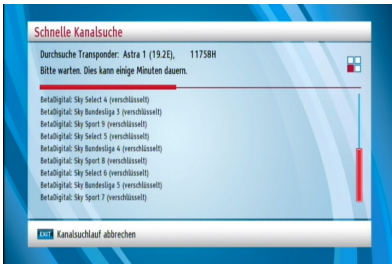 Schnelle Kanalsuche
Durchsuche Transponder: Astra 1 (19.2E), 11758H
Bitte warten. Dies kann einige Minuten dauern.
BetaDigital: Sky Select 4 (verschlüsselt)
BetaDigital: Sky Bundesliga 3 (verschlüsselt)
BetaDigital: Sky Sport 9 (verschlüsselt)
BetaDigital: Sky Select 5 (verschlüsselt)
BetaDigital: Sky Bundesliga 4 (verschlüsselt)
BetaDigital: Sky Sport 8 (verschlüsselt)
BetaDigital: Sky Select 6 (verschlüsselt)
BetaDigital: Sky Bundesliga 5 (verschlüsselt)
BetaDigital: Sky Sport 7 (verschlüsselt)
EXIT Kanalsuchlauf abbrechen